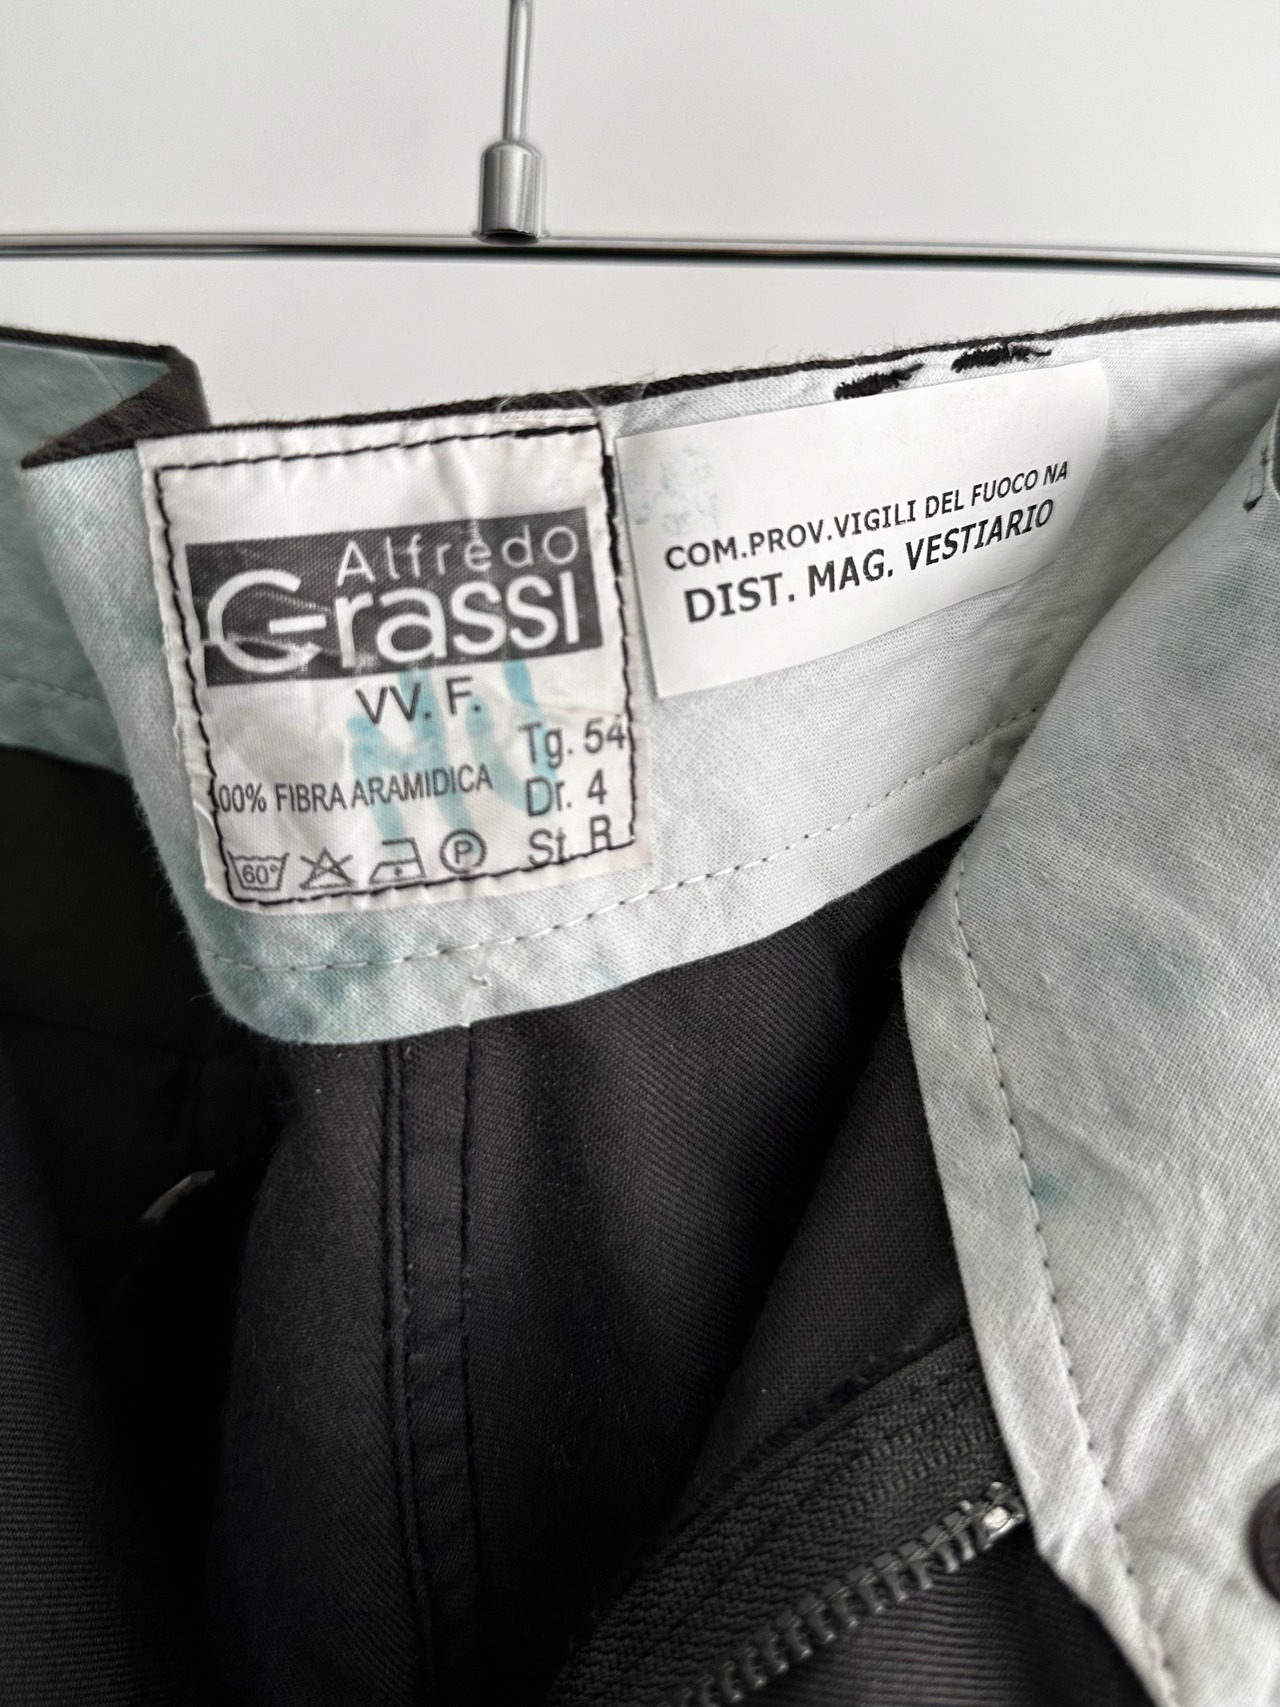 Alfredo
Grassi
VV. F.
Tg. 54
00% FIBRA ARAMIDICA
Dr. 4
St. R.
60°
P
COM.PROV.VIGILI DEL FUOCO NA
DIST. MAG. VESTIARIO